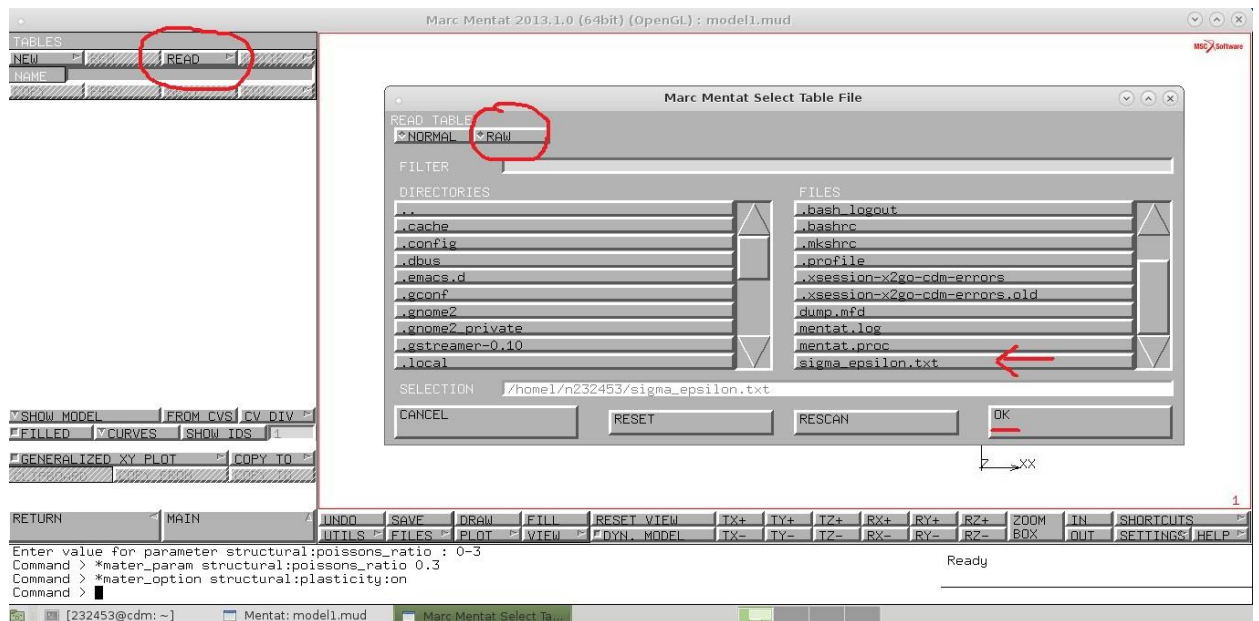 Marc Mentat 2013.1.0 (64bit) (OpenGL) : model1.mud
TABLES
NEW READ
NAME
MSC Software
Marc Mentat Select Table File
READ TABLE
NORMAL RAW
FILTER
DIRECTORIES FILES
.. .bash_logout
.cache .bashrc
.config .mkshrc
.dbus .profile
.emacs.d .xsession-x2go-cdm-errors
.gconf .xsession-x2go-cdm-errors.old
.gnome2 dump.mfd
.gnome2_private mentat.log
.gstreamer-0.10 mentat.proc
.local sigma_epsilon.txt
SELECTION /home1/n232453/sigma_epsilon.txt
CANCEL RESET RESCAN OK
SHOW MODEL FROM CVS CV DIV
FILLED CURVES SHOW IDS 1
GENERALIZED XY PLOT COPY TO
CLIPBOARD COPY FROM COPY TO
Z XX
1
RETURN MAIN
UNDO SAVE DRAW FILL RESET VIEW TX+ TY+ TZ+ RX+ RY+ RZ+ ZOOM BOX IN SHORTCUTS
UTILS FILES PLOT VIEW DYN. MODEL TX- TY- TZ- RX- RY- RZ- OUT SETTINGS HELP
Enter value for parameter structural:poissons_ratio : 0-3
Command > *mater_param structural:poissons_ratio 0.3
Command > *mater_option structural:plasticity:on
Command >
Ready
[232453@cdm: ~] Mentat: model1.mud Marc Mentat Select Ta...